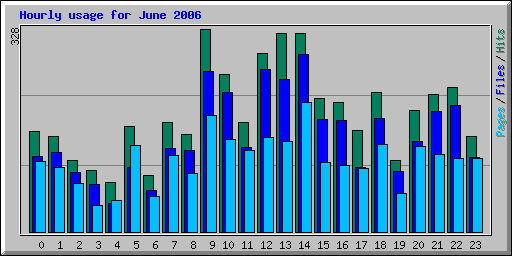 Hourly usage for June 2006
328
Pages / Files / Hits
0 1 2 3 4 5 6 7 8 9 10 11 12 13 14 15 16 17 18 19 20 21 22 23